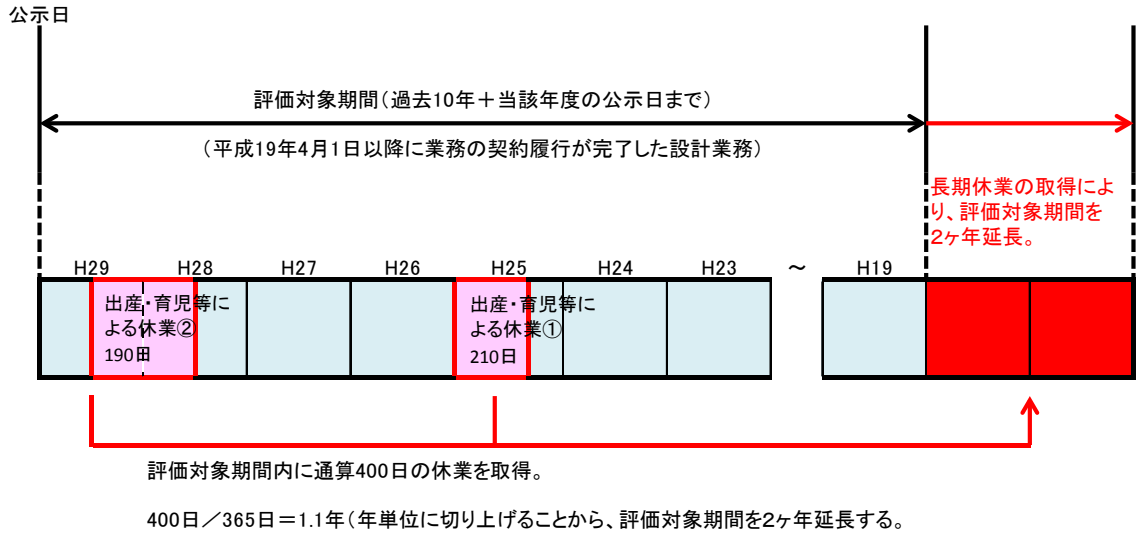 公示日
評価対象期間(過去10年+当該年度の公示日まで)
(平成19年4月1日以降に業務の契約履行が完了した設計業務)
長期休業の取得によ
り、評価対象期間を
2ヶ年延長。
H29 H28 H27 H26 H25 H24 H23 ~ H19
出産・育児等に
よる休業②
190日
出産・育児等に
よる休業①
210日
評価対象期間内に通算400日の休業を取得。
400日/365日=1.1年(年単位に切り上げることから、評価対象期間を2ヶ年延長する。